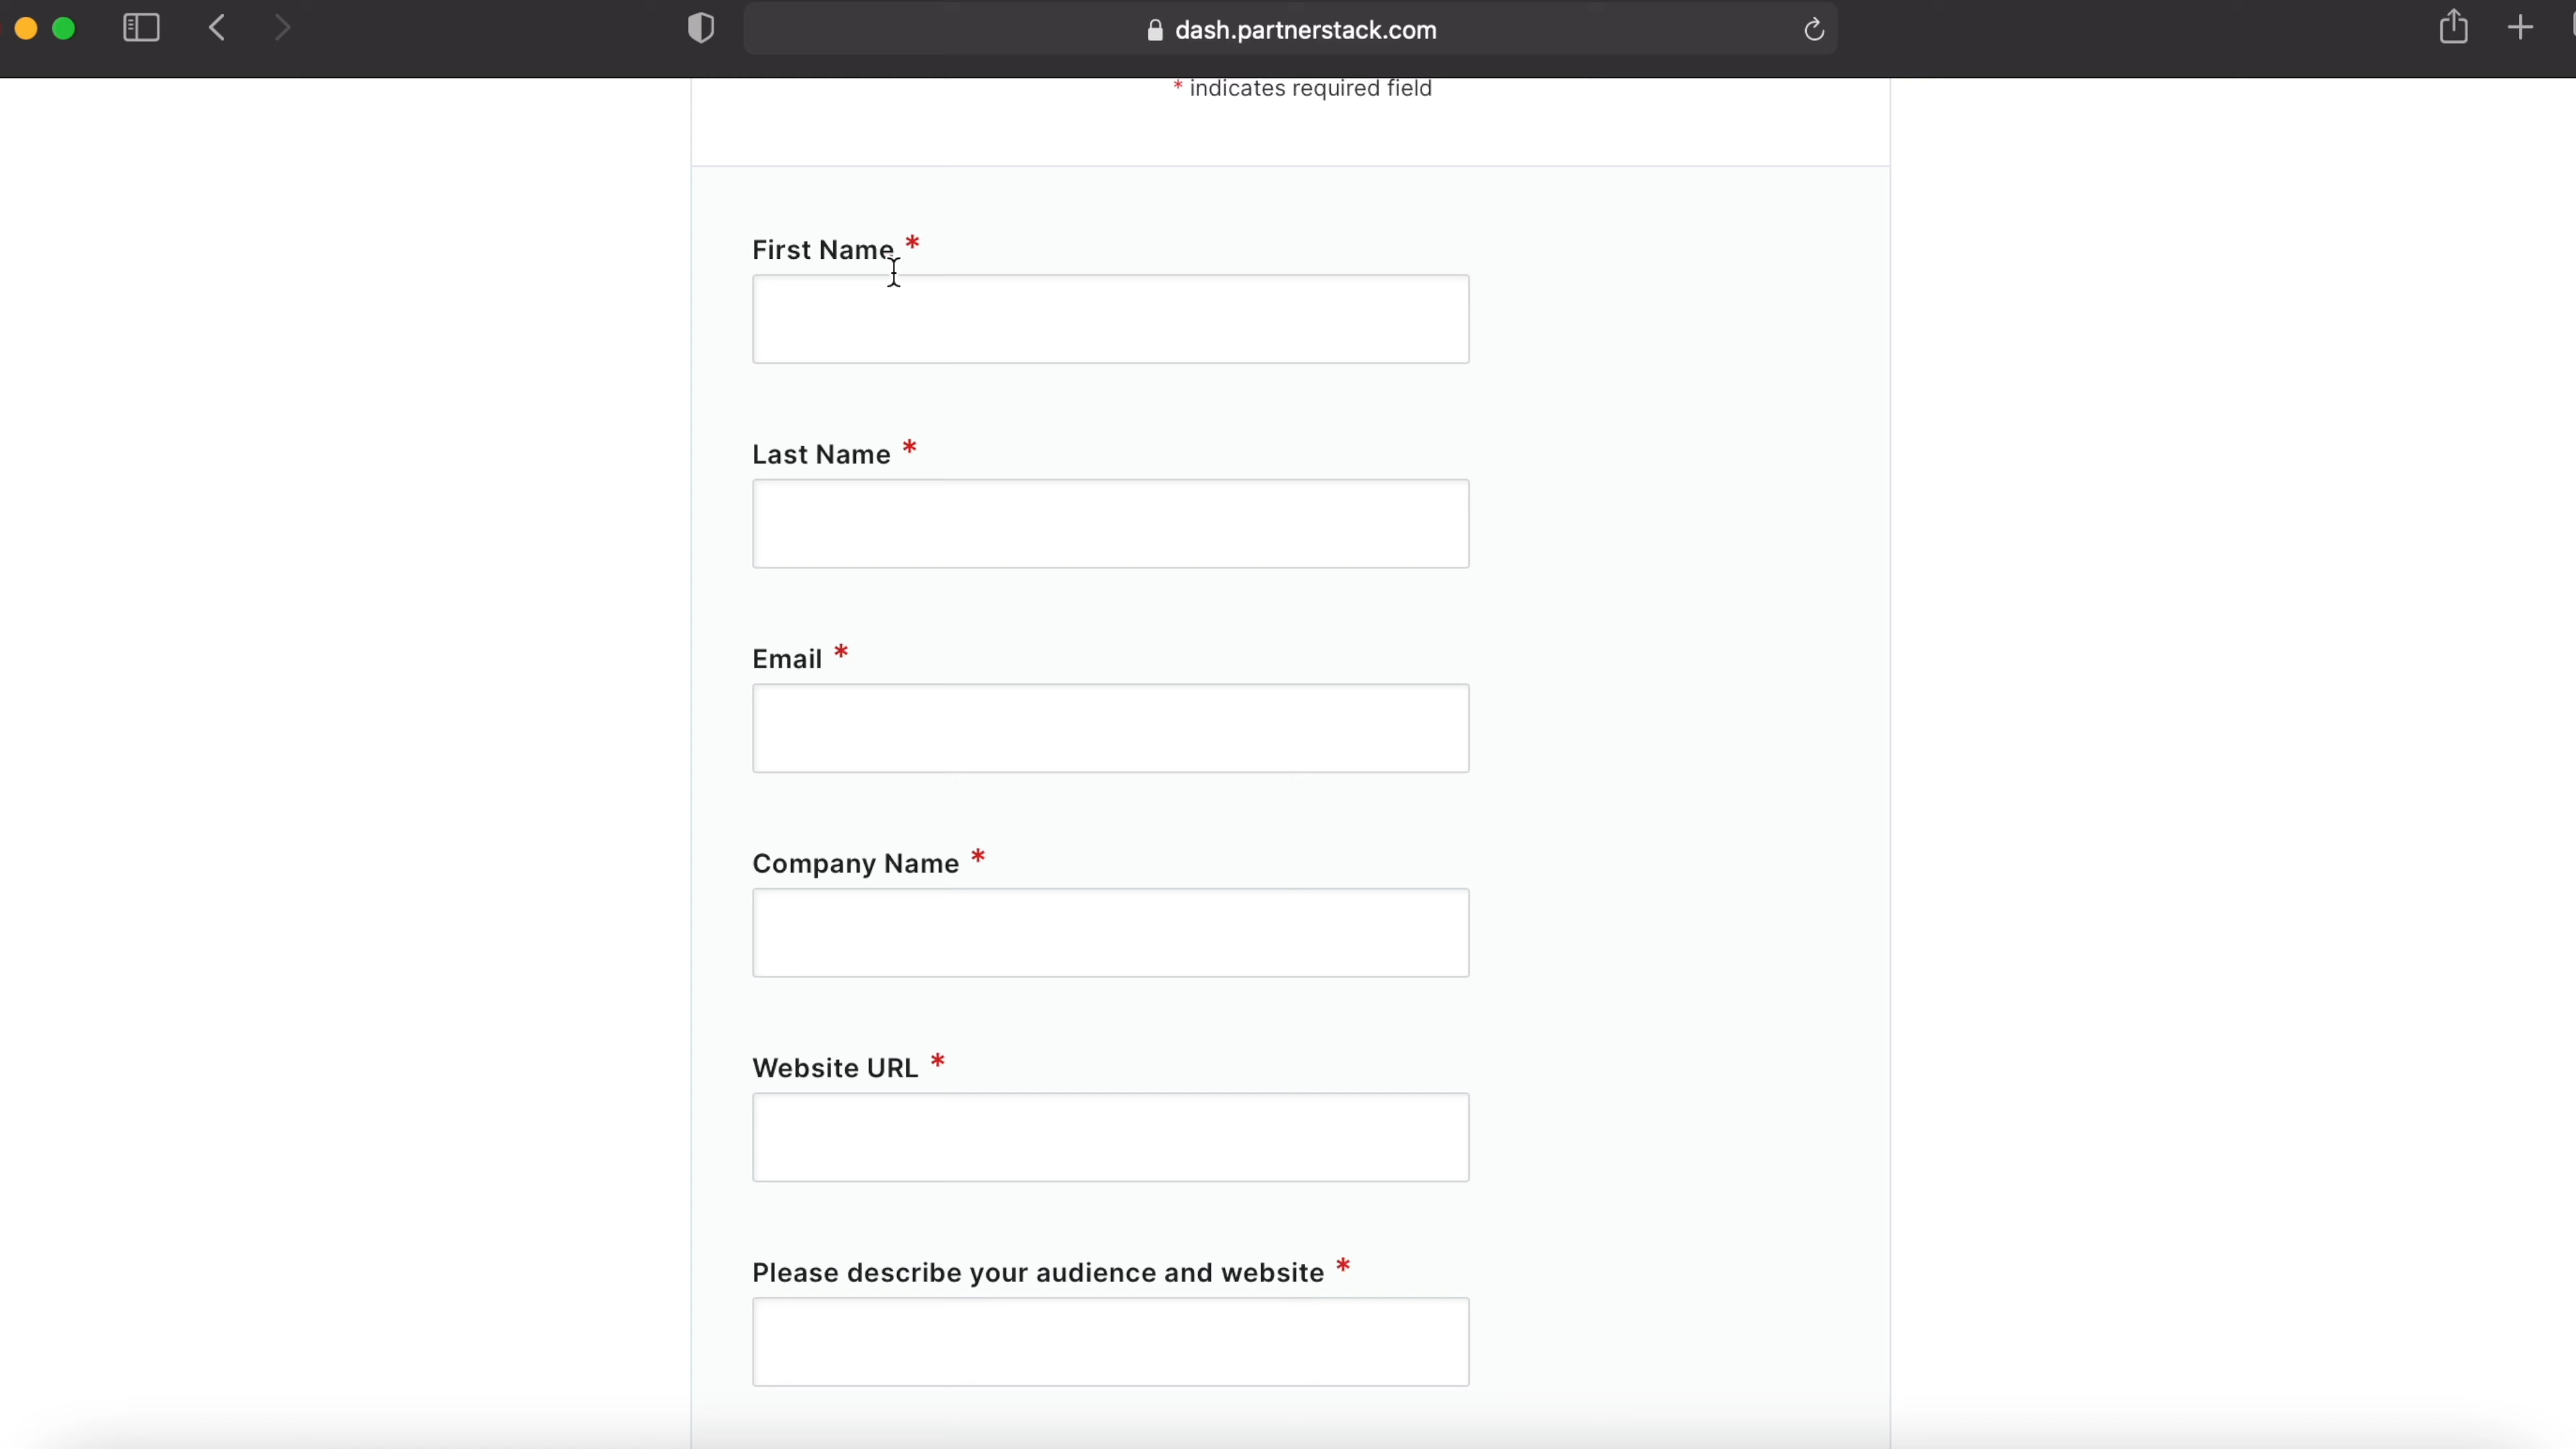 dash.partnerstack.com
* indicates required field
First Name *
Last Name *
Email *
Company Name *
Website URL *
Please describe your audience and website *